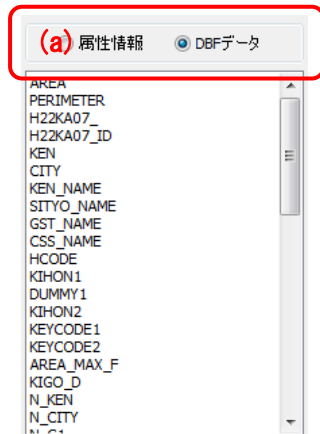 (a) 属性情報 DBFデータ
AREA
PERIMETER
H22KA07_
H22KA07_ID
KEN
CITY
KEN_NAME
SITYO_NAME
GST_NAME
CSS_NAME
HCODE
KIHON1
DUMMY1
KIHON2
KEYCODE1
KEYCODE2
AREA_MAX_F
KIGO_D
N_KEN
N_CITY